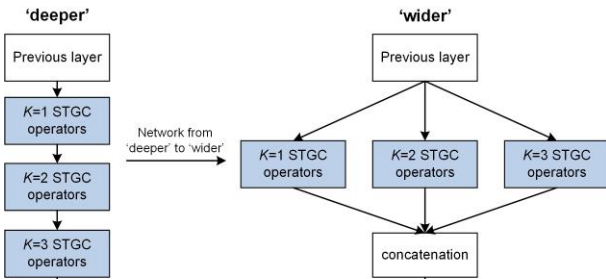 'deeper'
Previous layer
K=1 STGC
operators
K=2 STGC
operators
K=3 STGC
operators
Network from
'deeper' to 'wider'
'wider'
Previous layer
K=1 STGC
operators
K=2 STGC
operators
K=3 STGC
operators
concatenation